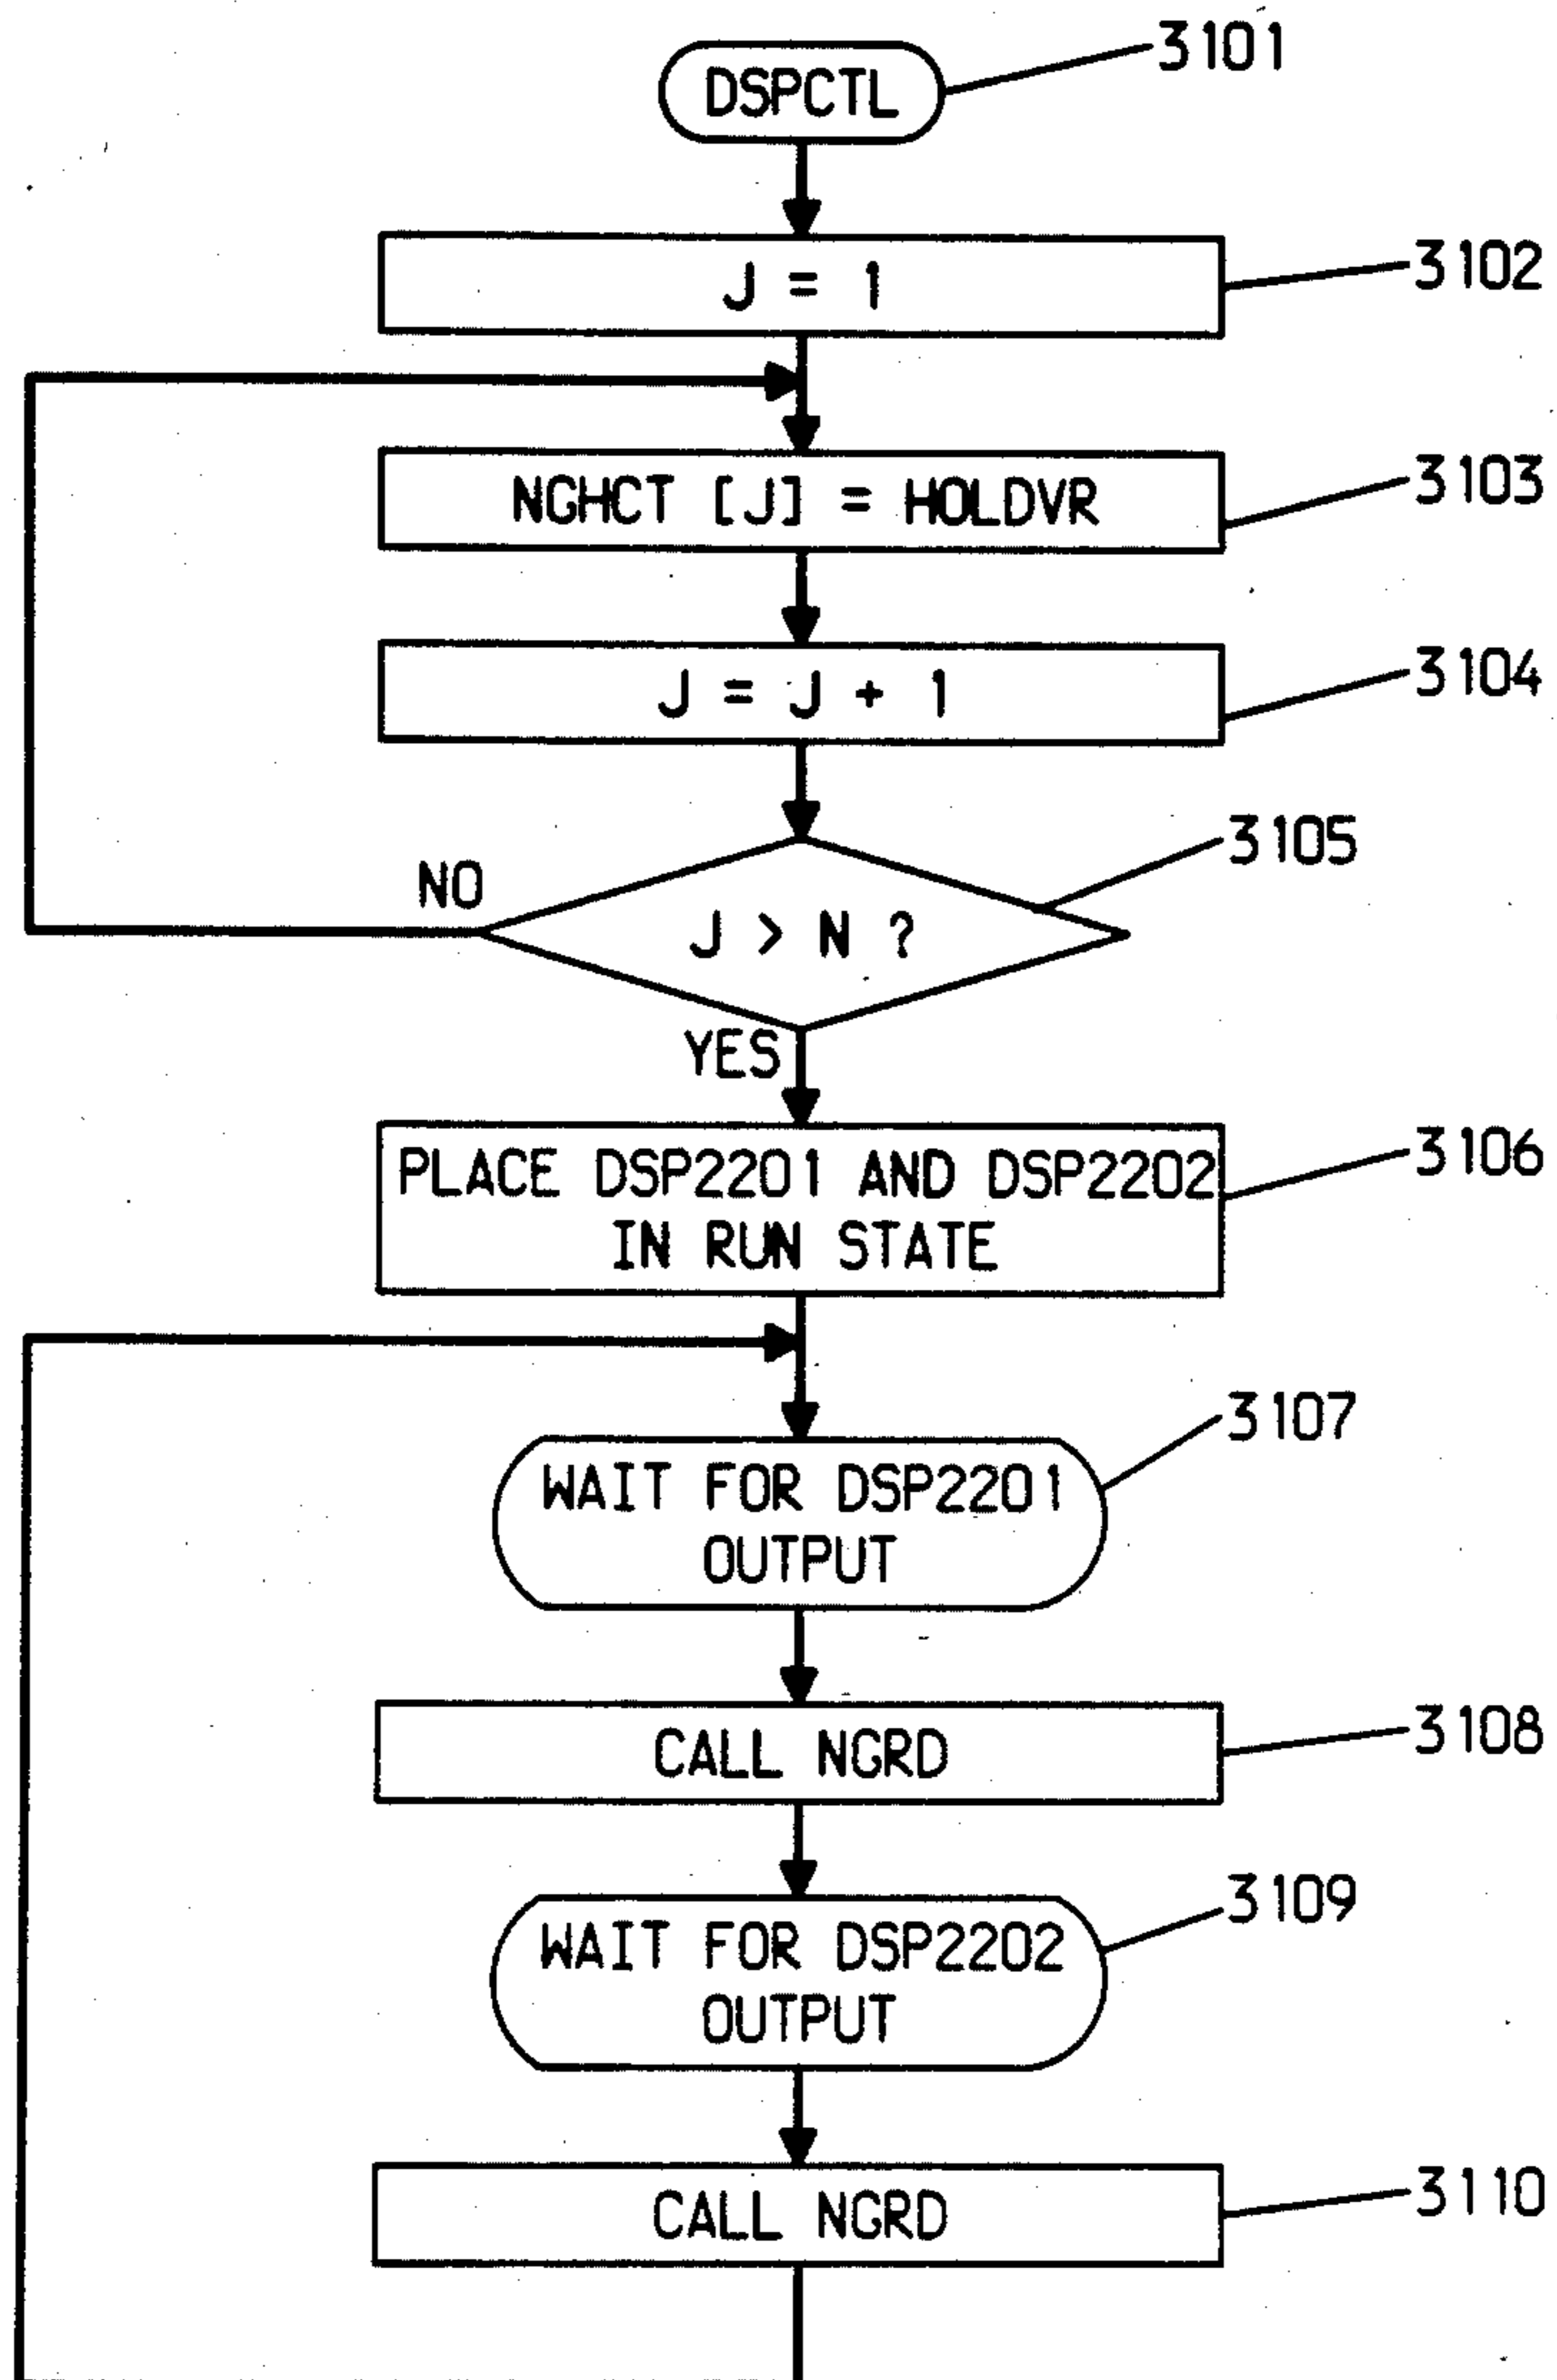 3101
DSPCTL
J = 1
3102
NGHCT [J] = HOLDVR
3103
J = J + 1
3104
3105
NO
J > N ?
YES
PLACE DSP2201 AND DSP2202
IN RUN STATE
3106
3107
WAIT FOR DSP2201
OUTPUT
CALL NGRD
3108
3109
WAIT FOR DSP2202
OUTPUT
CALL NGRD
3110